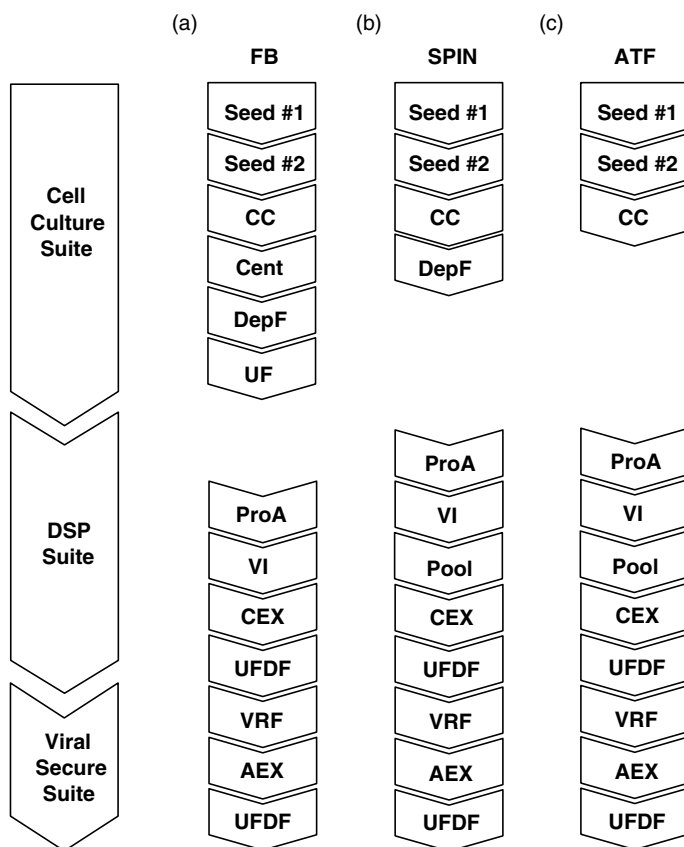 (a)
FB
Seed #1
Seed #2
CC
Cent
DepF
UF
ProA
VI
CEX
UFDF
VRF
AEX
UFDF
(b)
SPIN
Seed #1
Seed #2
CC
DepF
ProA
VI
Pool
CEX
UFDF
VRF
AEX
UFDF
(c)
ATF
Seed #1
Seed #2
CC
ProA
VI
Pool
CEX
UFDF
VRF
AEX
UFDF
Cell
Culture
Suite
DSP
Suite
Viral
Secure
Suite